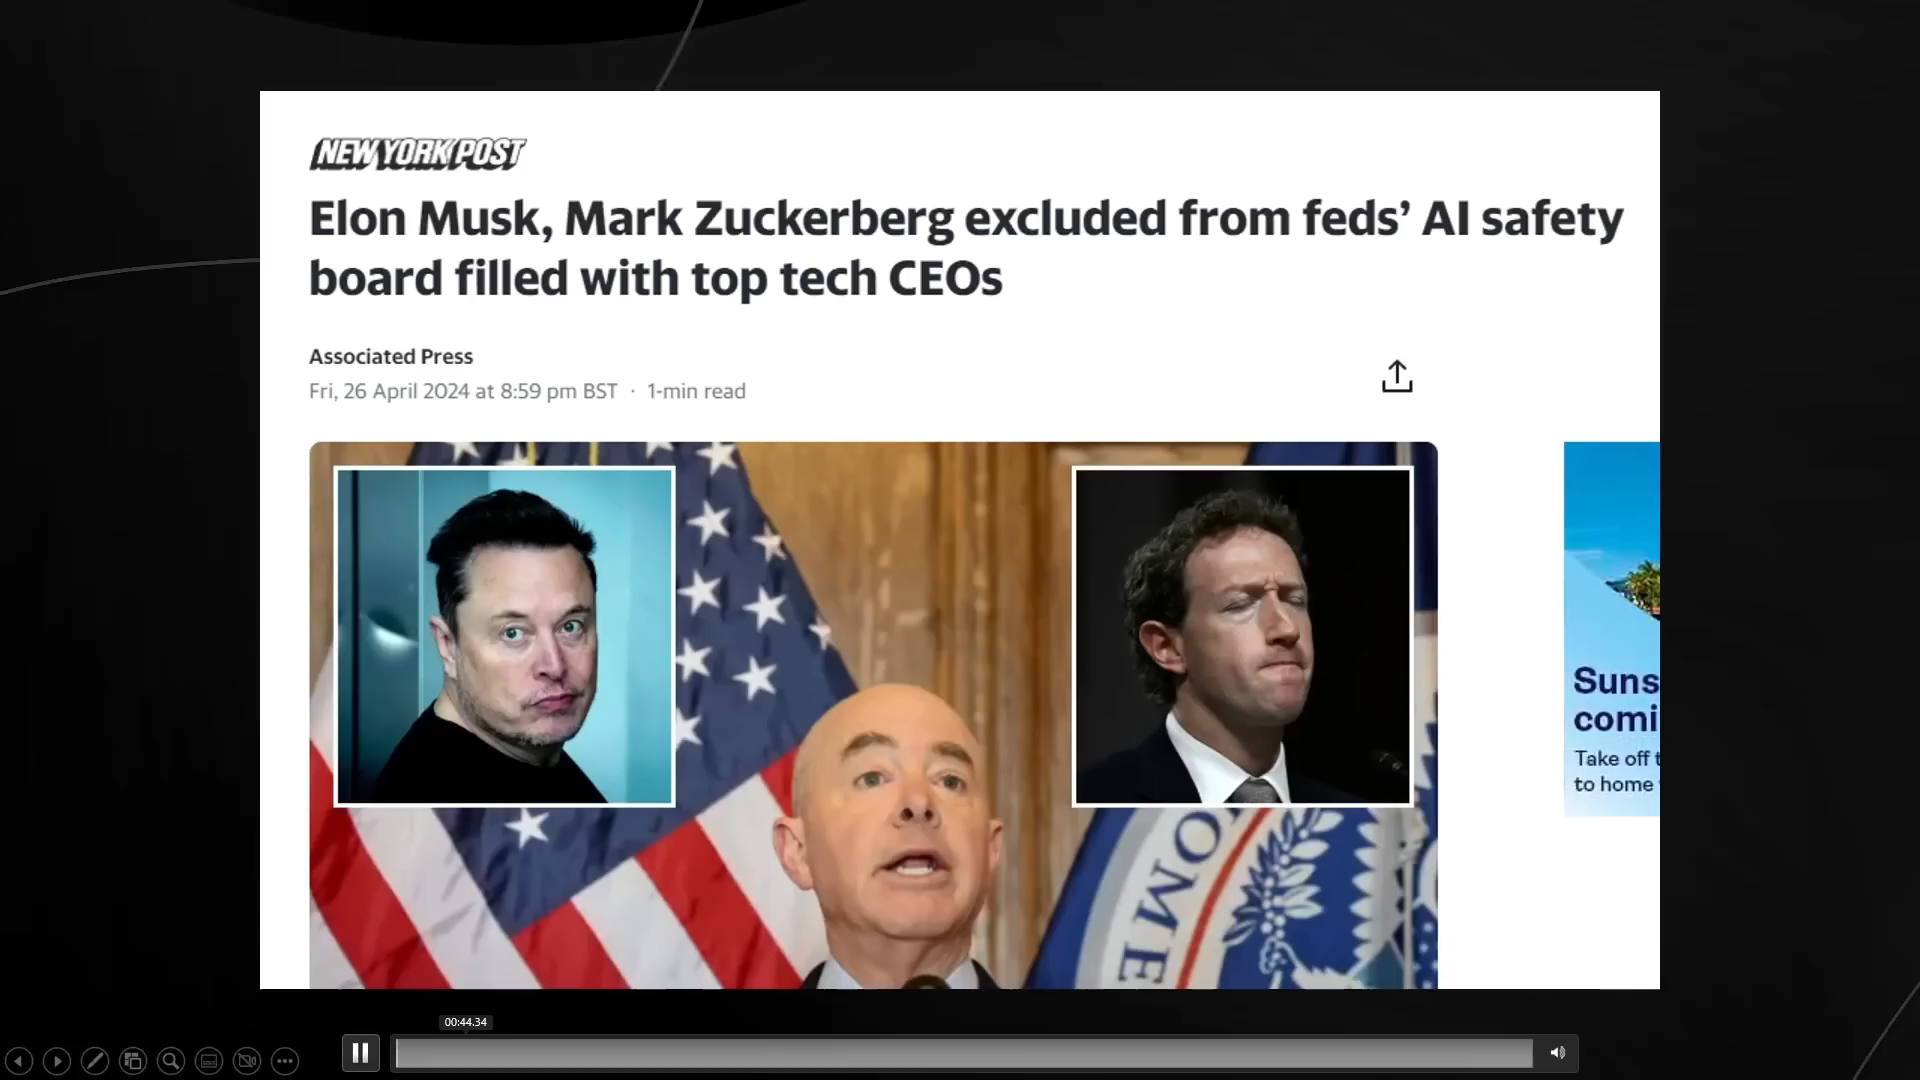 NEW YORK POST
Elon Musk, Mark Zuckerberg excluded from feds’ AI safety
board filled with top tech CEOs
Associated Press
Fri, 26 April 2024 at 8:59 pm BST · 1-min read
OME
Suns
comi
Take off t
to home
00:44.34